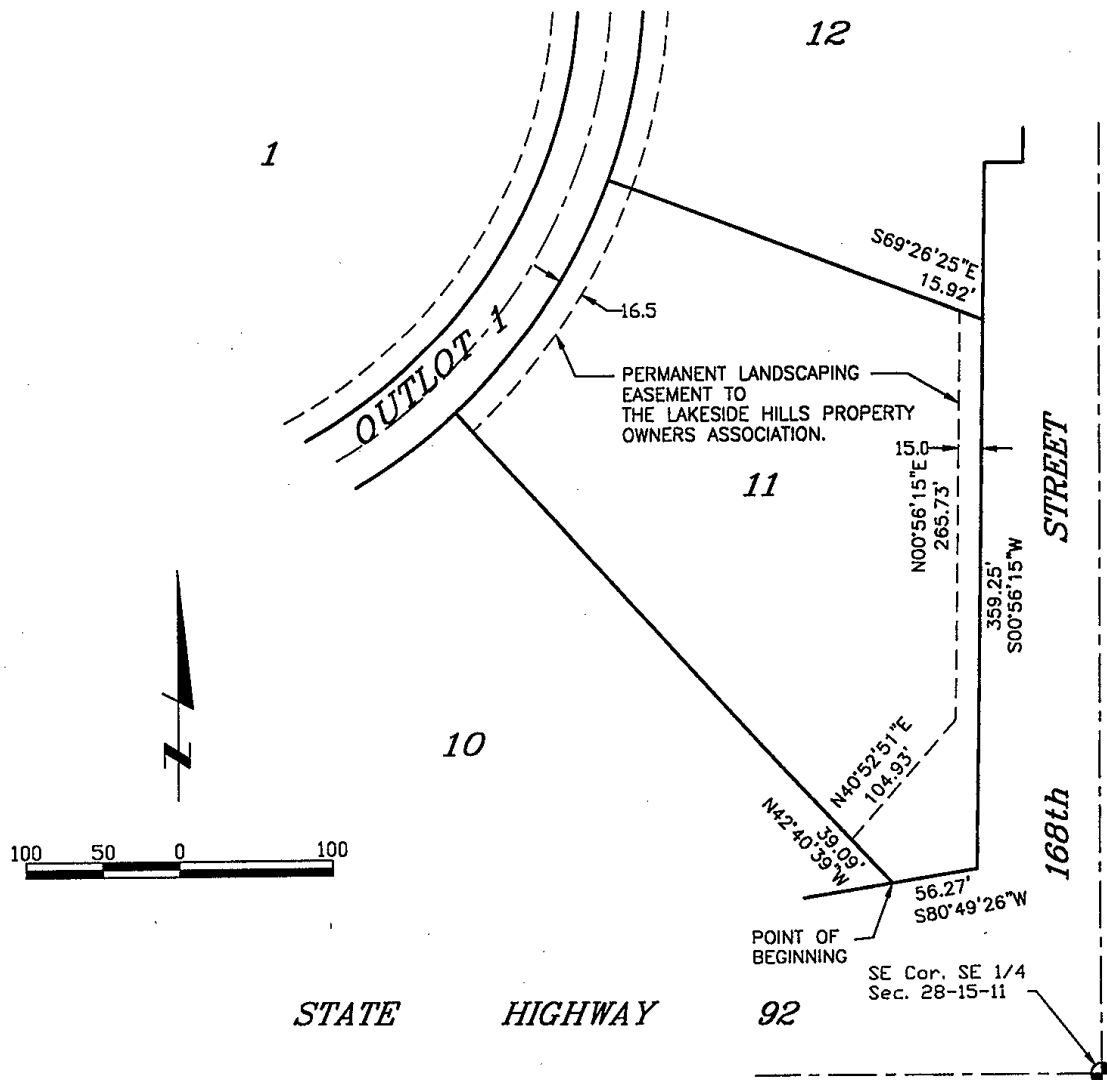 12
1
S69°26'25"E
15.92'
16.5
OUTLOT 1
PERMANENT LANDSCAPING
EASEMENT TO
THE LAKESIDE HILLS PROPERTY
OWNERS ASSOCIATION.
15.0
11
N00°56'15"E
265.73'
359.25'
S00°56'15"W
168th STREET
10
N
N40°52'51"E
104.93'
39.09'
N42°40'39"W
100 50 0 100
56.27'
S80°49'26"W
POINT OF
BEGINNING
SE Cor. SE 1/4
Sec. 28-15-11
STATE HIGHWAY 92